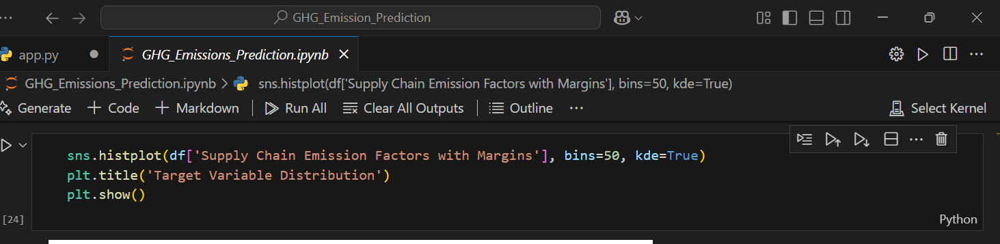 GHG_Emission_Prediction
app.py
GHG_Emissions_Prediction.ipynb
GHG_Emissions_Prediction.ipynb > sns.histplot(df['Supply Chain Emission Factors with Margins'], bins=50, kde=True)
Generate + Code + Markdown Run All Clear All Outputs Outline ... Select Kernel
sns.histplot(df['Supply Chain Emission Factors with Margins'], bins=50, kde=True)
plt.title('Target Variable Distribution')
plt.show()
[24]
Python